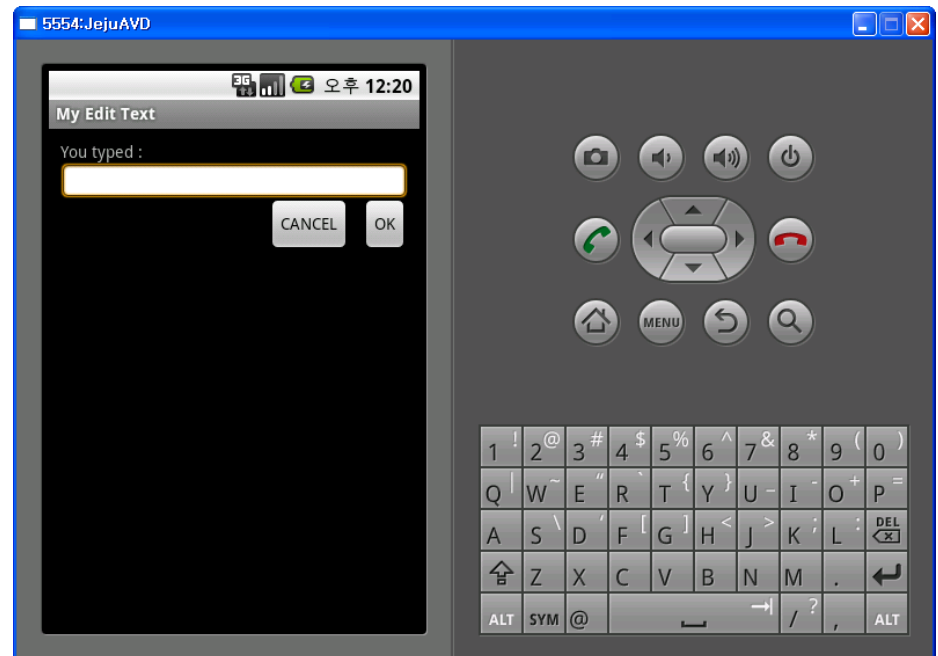 5554:JejuAVD
3G 오후 12:20
My Edit Text
You typed :
CANCEL OK
MENU
1 ! 2 @ 3 # 4 $ 5 % 6 ^ 7 & 8 * 9 ( 0 )
Q | W ~ E " R ` T { Y } U _ I - O + P =
A S \ D ' F [ G ] H < J > K ; L : DEL
Z X C V B N M .
ALT SYM @ / ? , ALT